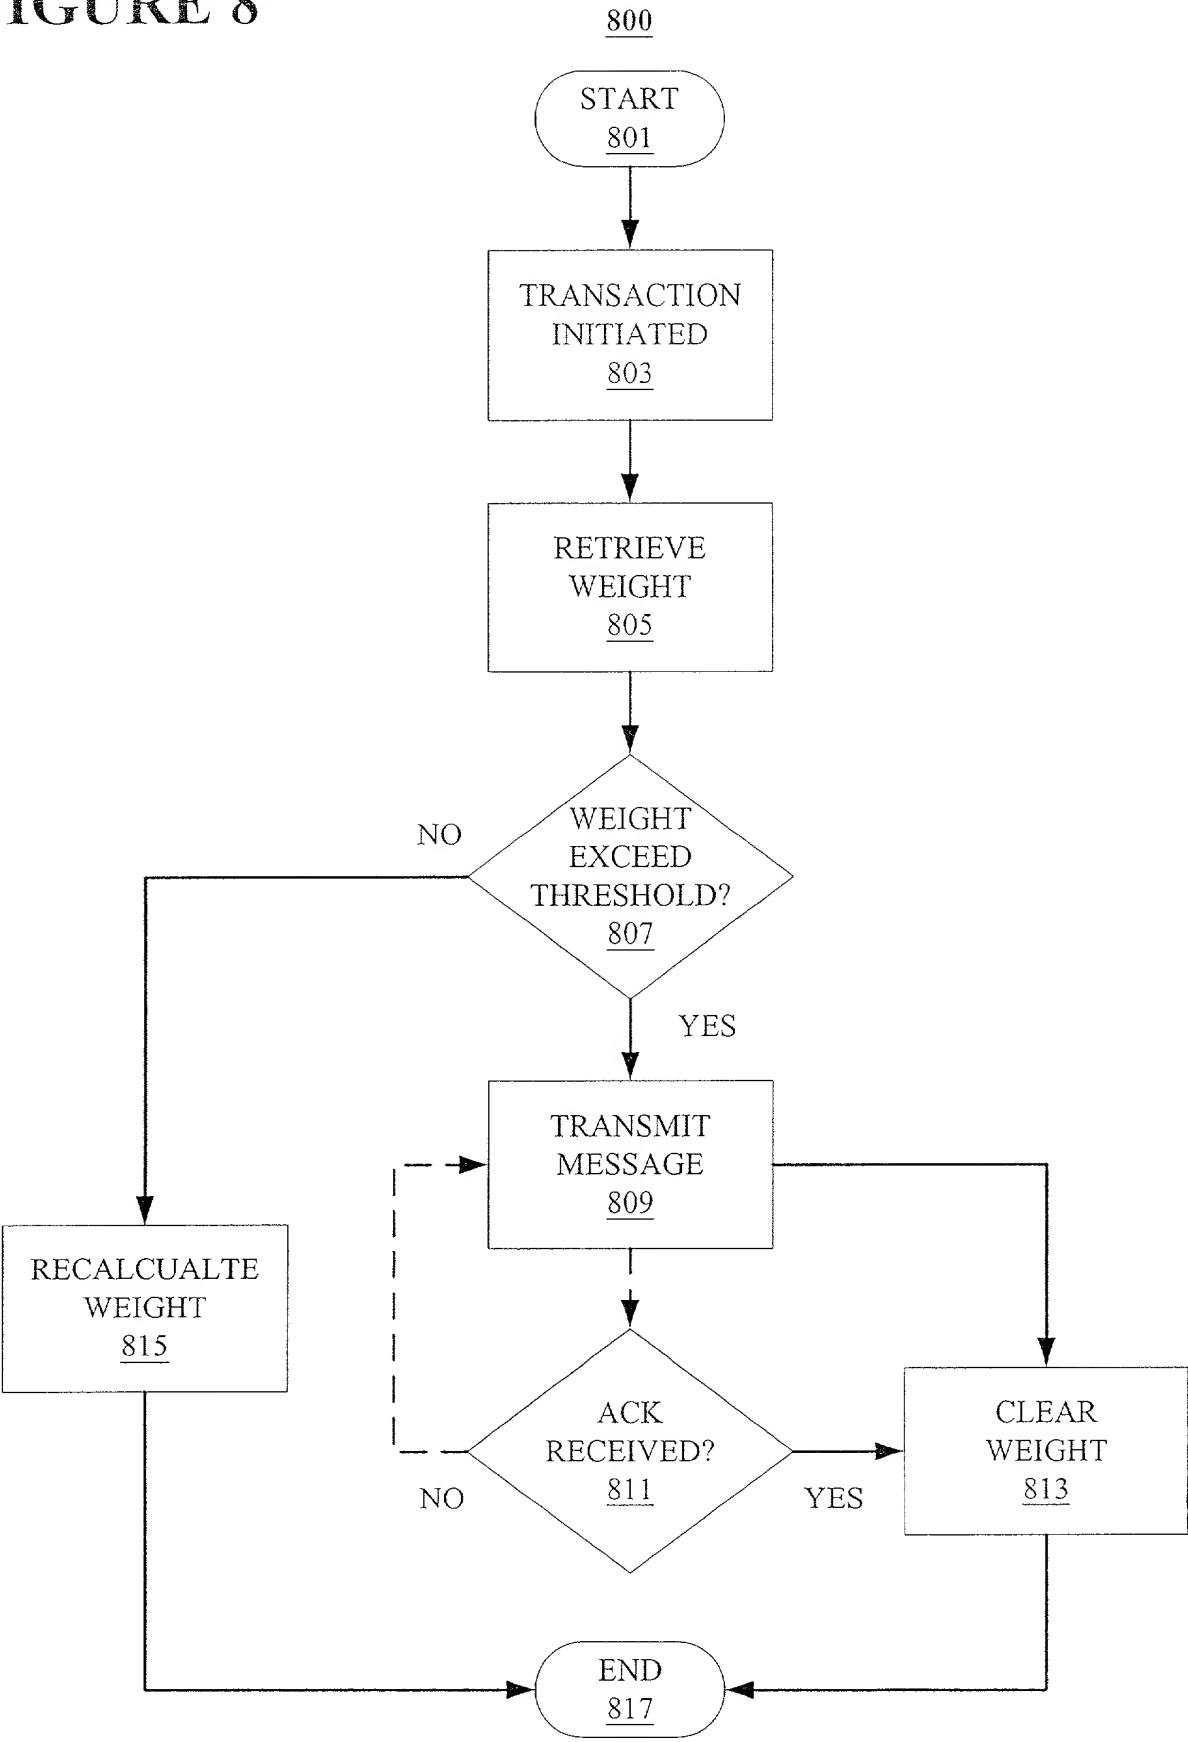 IGURE 8
800
START
801
TRANSACTION
INITIATED
803
RETRIEVE
WEIGHT
805
NO
WEIGHT
EXCEED
THRESHOLD?
807
YES
TRANSMIT
MESSAGE
809
RECALCUALTE
WEIGHT
815
ACK
RECEIVED?
811
NO
YES
CLEAR
WEIGHT
813
END
817